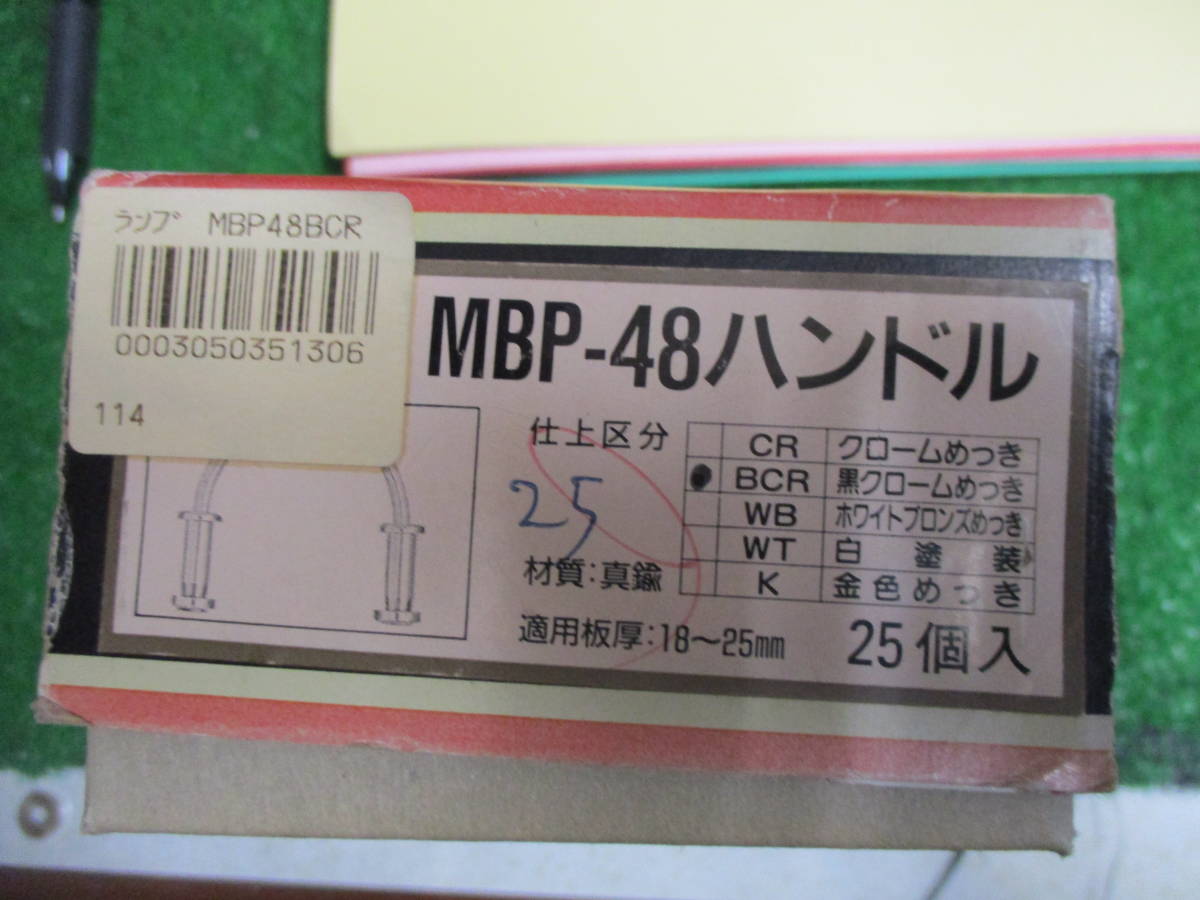 ﾗﾝﾌﾟ MBP48BCR
0003050351306
114
MBP-48ハンドル
仕上区分
CR クロームめっき
BCR 黒クロームめっき
WB ホワイトブロンズめっき
WT 白塗装
K 金色めっき
25
材質:真鍮
適用板厚:18〜25mm
25個入